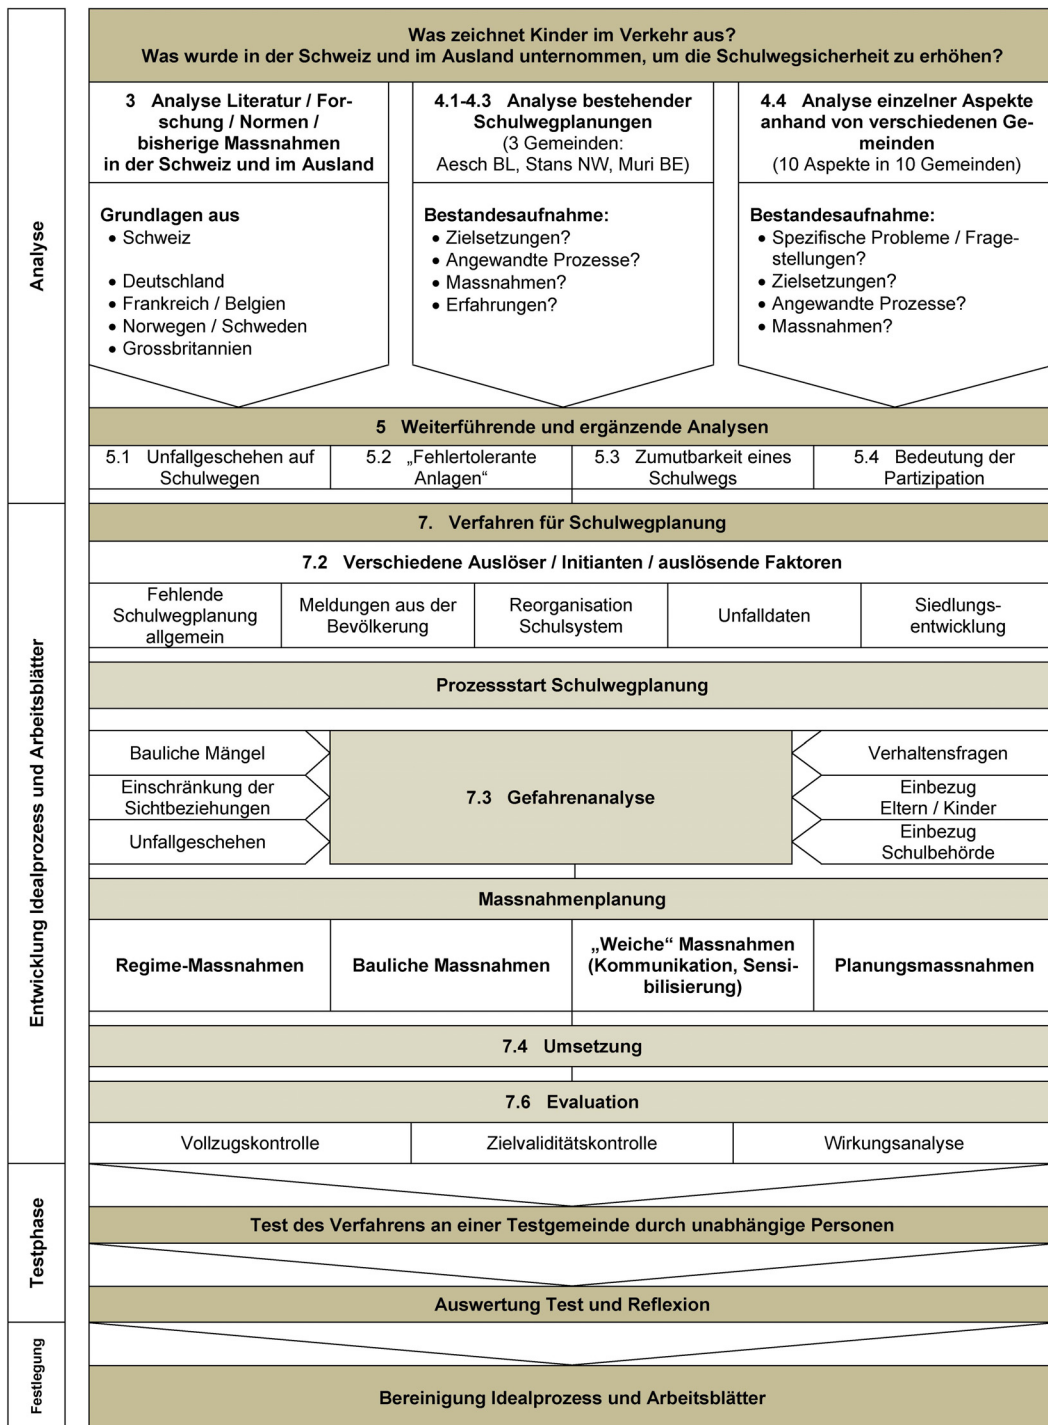 Was zeichnet Kinder im Verkehr aus?
Was wurde in der Schweiz und im Ausland unternommen, um die Schulwegsicherheit zu erhöhen?
Analyse
3 Analyse Literatur / For-
schung / Normen /
bisherige Massnahmen
in der Schweiz und im Ausland
Grundlagen aus
• Schweiz
• Deutschland
• Frankreich / Belgien
• Norwegen / Schweden
• Grossbritannien
4.1-4.3 Analyse bestehender
Schulwegplanungen
(3 Gemeinden:
Aesch BL, Stans NW, Muri BE)
Bestandesaufnahme:
• Zielsetzungen?
• Angewandte Prozesse?
• Massnahmen?
• Erfahrungen?
4.4 Analyse einzelner Aspekte
anhand von verschiedenen Ge-
meinden
(10 Aspekte in 10 Gemeinden)
Bestandesaufnahme:
• Spezifische Probleme / Frage-
stellungen?
• Zielsetzungen?
• Angewandte Prozesse?
• Massnahmen?
5 Weiterführende und ergänzende Analysen
5.1 Unfallgeschehen auf
Schulwegen
5.2 „Fehlertolerante
Anlagen“
5.3 Zumutbarkeit eines
Schulwegs
5.4 Bedeutung der
Partizipation
Entwicklung Idealprozess und Arbeitsblätter
7. Verfahren für Schulwegplanung
7.2 Verschiedene Auslöser / Initianten / auslösende Faktoren
Fehlende
Schulwegplanung
allgemein
Meldungen aus der
Bevölkerung
Reorganisation
Schulsystem
Unfalldaten
Siedlungs-
entwicklung
Prozessstart Schulwegplanung
Bauliche Mängel
Einschränkung der
Sichtbeziehungen
Unfallgeschehen
7.3 Gefahrenanalyse
Verhaltensfragen
Einbezug
Eltern / Kinder
Einbezug
Schulbehörde
Massnahmenplanung
Regime-Massnahmen
Bauliche Massnahmen
„Weiche“ Massnahmen
(Kommunikation, Sensi-
bilisierung)
Planungsmassnahmen
7.4 Umsetzung
7.6 Evaluation
Vollzugskontrolle
Zielvaliditätskontrolle
Wirkungsanalyse
Testphase
Test des Verfahrens an einer Testgemeinde durch unabhängige Personen
Auswertung Test und Reflexion
Festlegung
Bereinigung Idealprozess und Arbeitsblätter